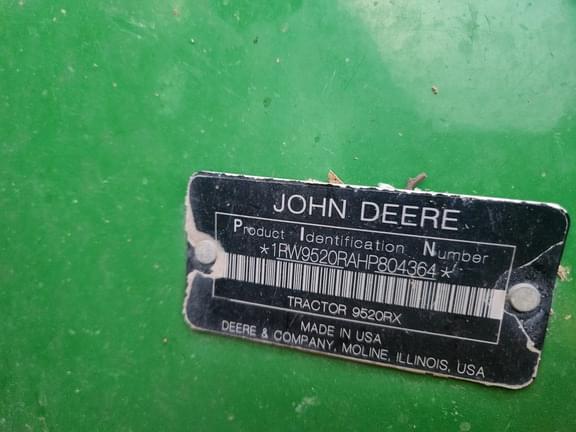 JOHN DEERE
Product Identification Number
*1RW9520RAHP804364*
TRACTOR 9520RX
MADE IN USA
DEERE & COMPANY, MOLINE, ILLINOIS, USA